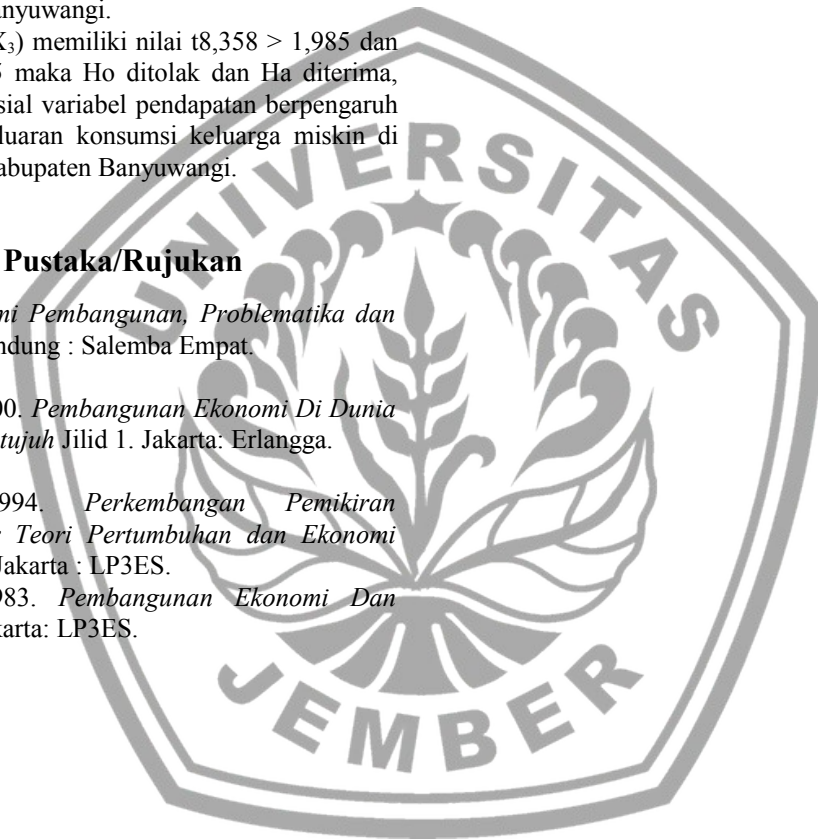 anyuwangi.
X₃) memiliki nilai t8,358 > 1,985 dan
maka Ho ditolak dan Ha diterima,
sial variabel pendapatan berpengaruh
luaran konsumsi keluarga miskin di
abupaten Banyuwangi.
Pustaka/Rujukan
mi Pembangunan, Problematika dan
ndung : Salemba Empat.
00. Pembangunan Ekonomi Di Dunia
tujuh Jilid 1. Jakarta: Erlangga.
994. Perkembangan Pemikiran
Teori Pertumbuhan dan Ekonomi
Jakarta : LP3ES.
983. Pembangunan Ekonomi Dan
karta: LP3ES.
UNIVERSITAS
JEMBER